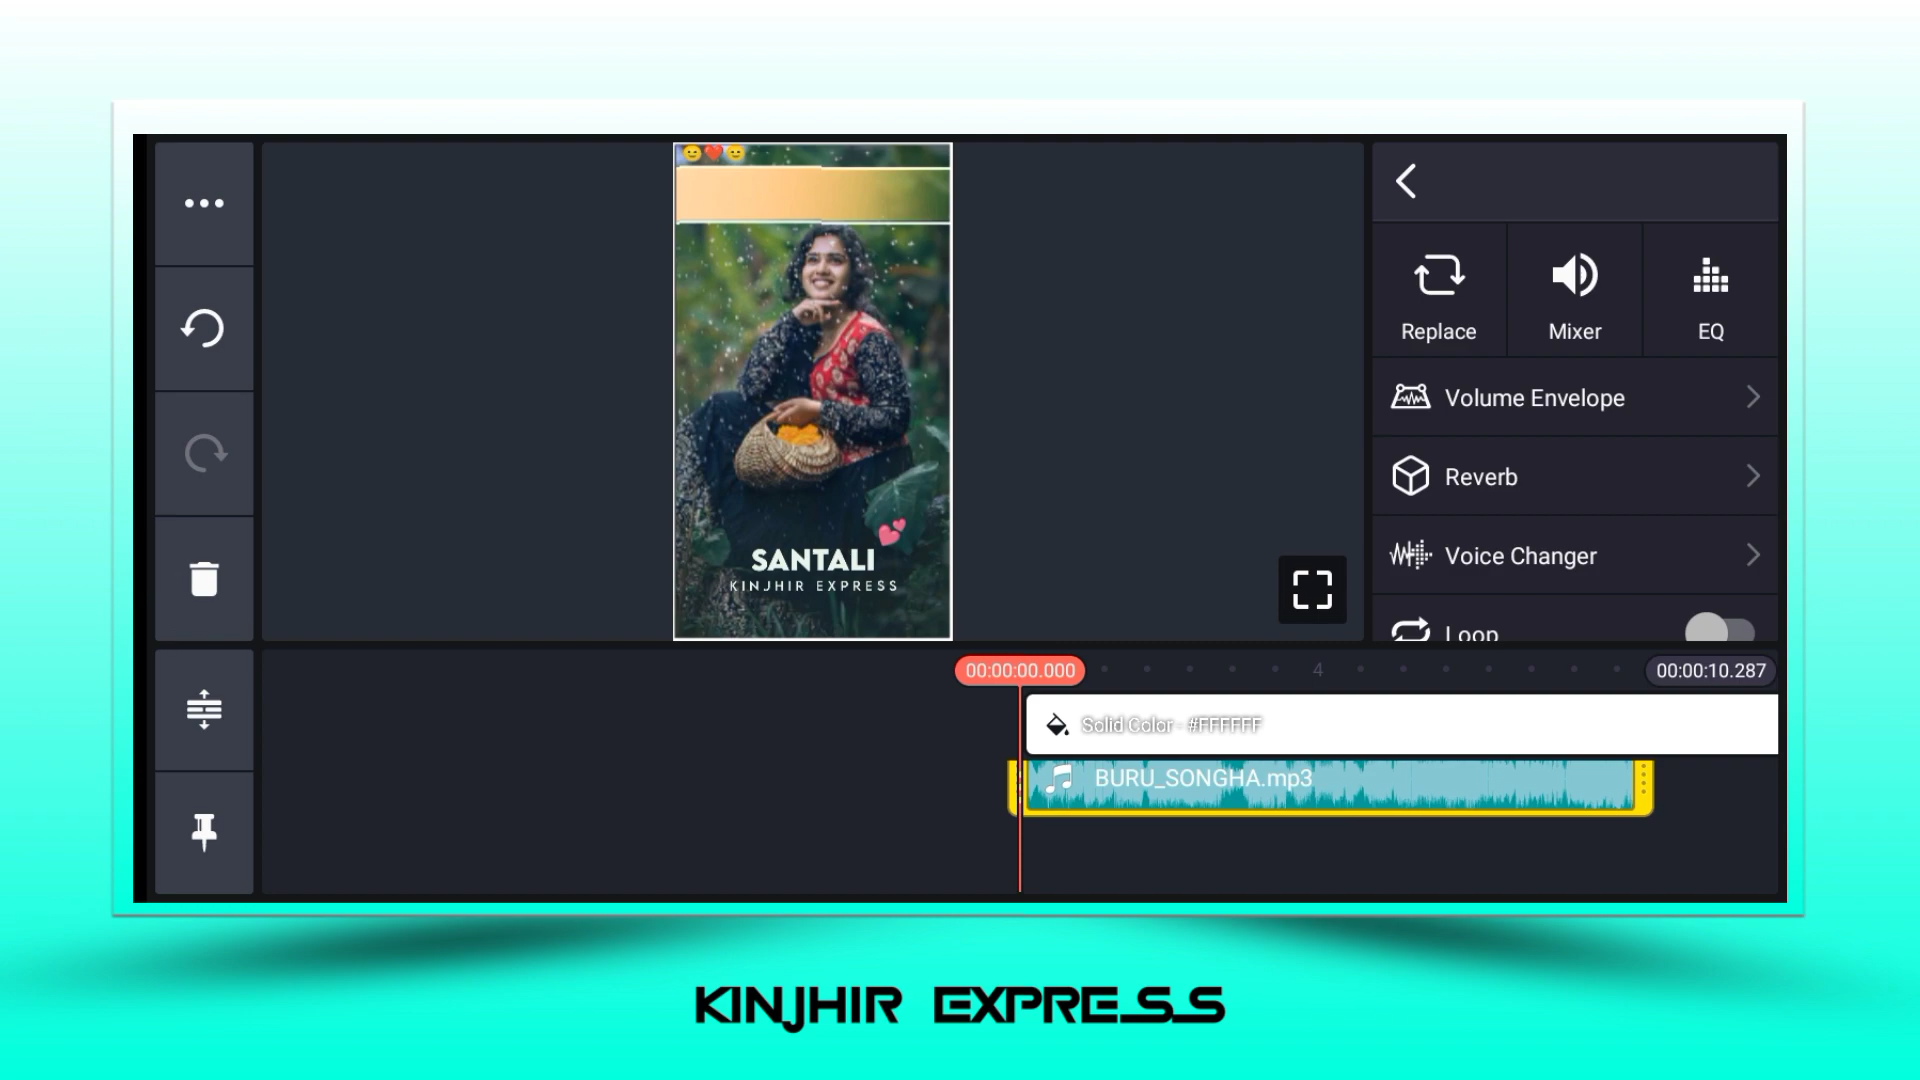 Replace
Mixer
EQ
Volume Envelope
Reverb
Voice Changer
Loop
SANTALI
KINJHIR EXPRESS
00:00:00.000
4
00:00:10.287
Solid Color - #FFFFFF
BURU_SONGHA.mp3
KINJHIR EXPRESS